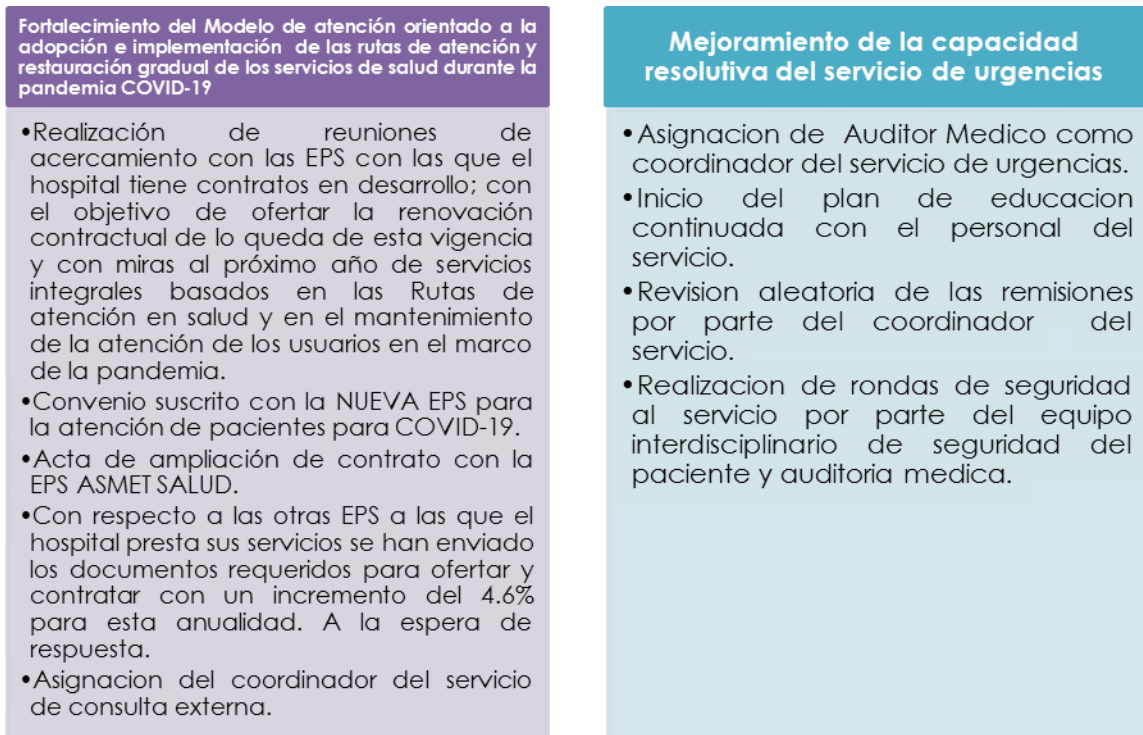 Fortalecimiento del Modelo de atención orientado a la
adopción e implementación de las rutas de atención y
restauración gradual de los servicios de salud durante la
pandemia COVID-19
•Realización de reuniones de
acercamiento con las EPS con las que el
hospital tiene contratos en desarrollo; con
el objetivo de ofertar la renovación
contractual de lo queda de esta vigencia
y con miras al próximo año de servicios
integrales basados en las Rutas de
atención en salud y en el mantenimiento
de la atención de los usuarios en el marco
de la pandemia.
•Convenio suscrito con la NUEVA EPS para
la atención de pacientes para COVID-19.
•Acta de ampliación de contrato con la
EPS ASMET SALUD.
•Con respecto a las otras EPS a las que el
hospital presta sus servicios se han enviado
los documentos requeridos para ofertar y
contratar con un incremento del 4.6%
para esta anualidad. A la espera de
respuesta.
•Asignacion del coordinador del servicio
de consulta externa.
Mejoramiento de la capacidad
resolutiva del servicio de urgencias
•Asignacion de Auditor Medico como
coordinador del servicio de urgencias.
•Inicio del plan de educacion
continuada con el personal del
servicio.
•Revision aleatoria de las remisiones
por parte del coordinador del
servicio.
•Realizacion de rondas de seguridad
al servicio por parte del equipo
interdisciplinario de seguridad del
paciente y auditoria medica.